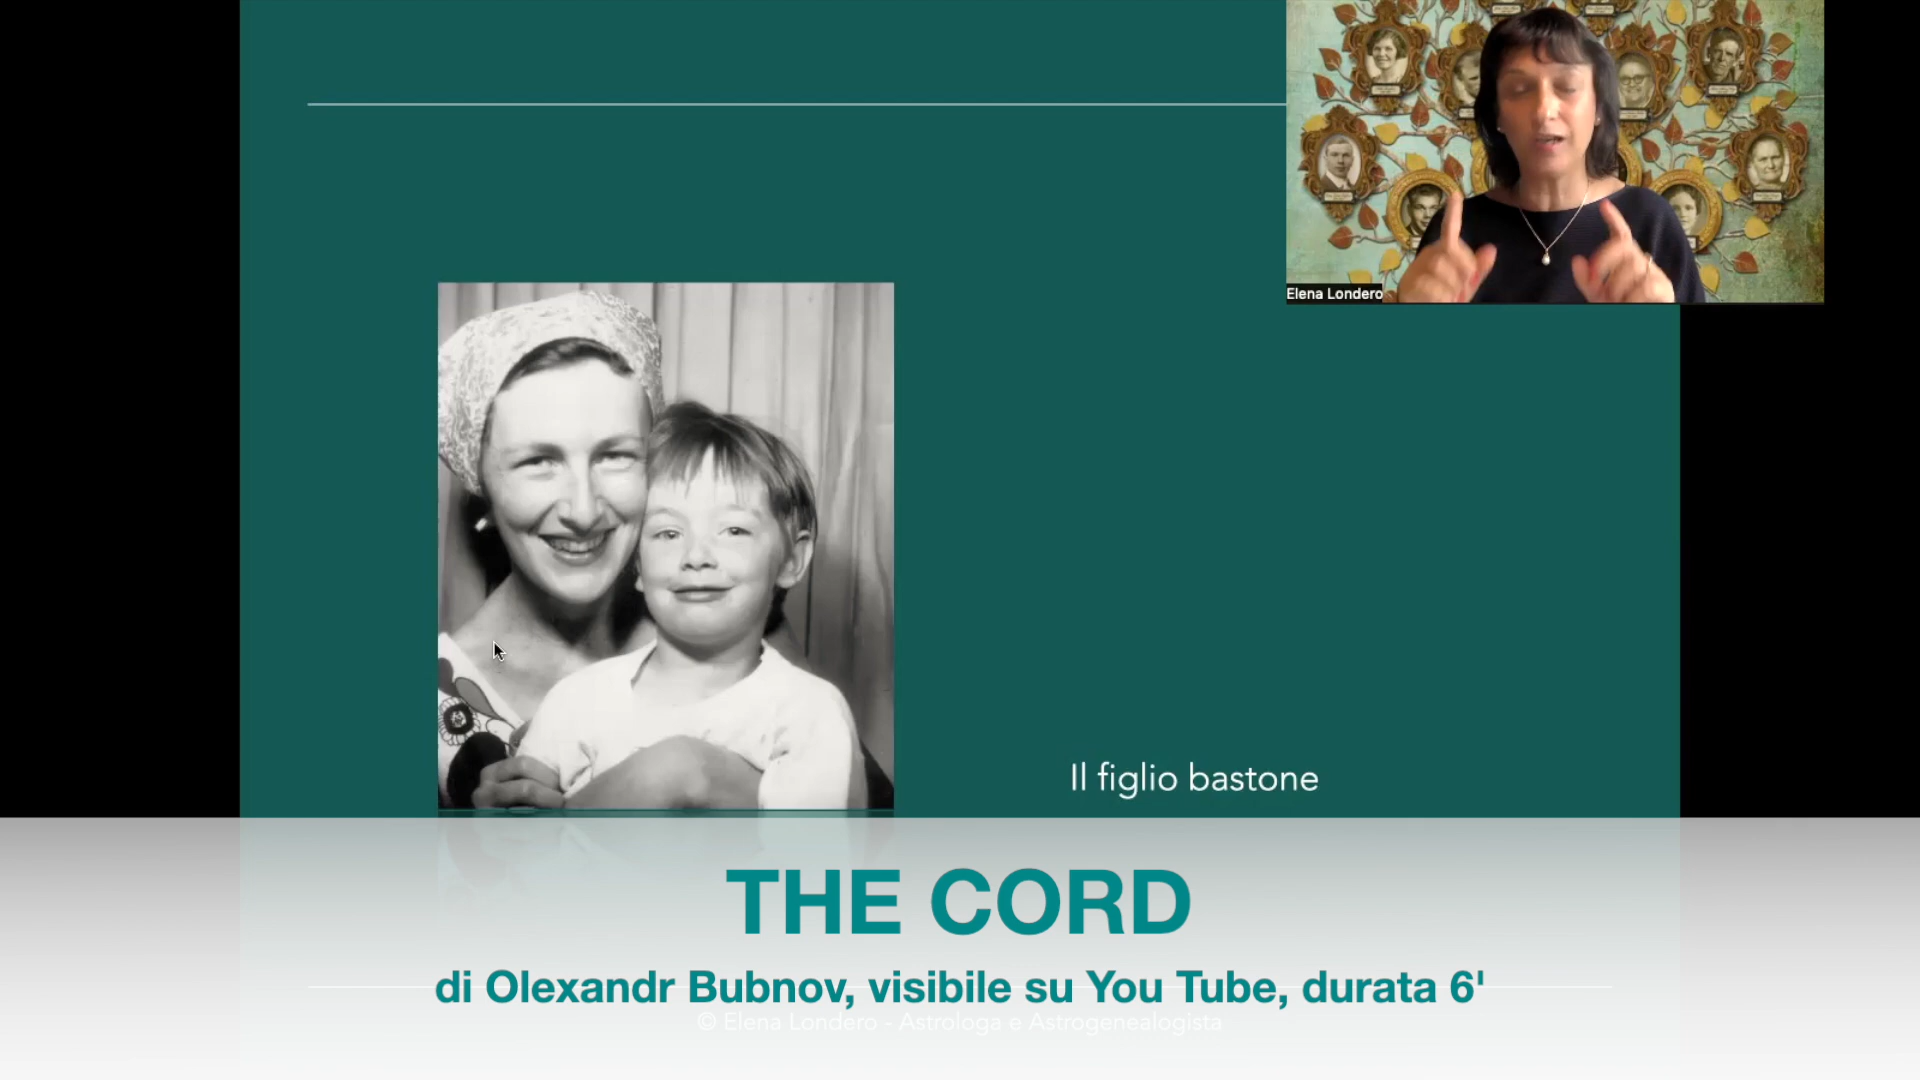 Elena Londero
Il figlio bastone
THE CORD
di Olexandr Bubnov, visibile su You Tube, durata 6'
© Elena Londero - Astrologa e Astrogenealogista